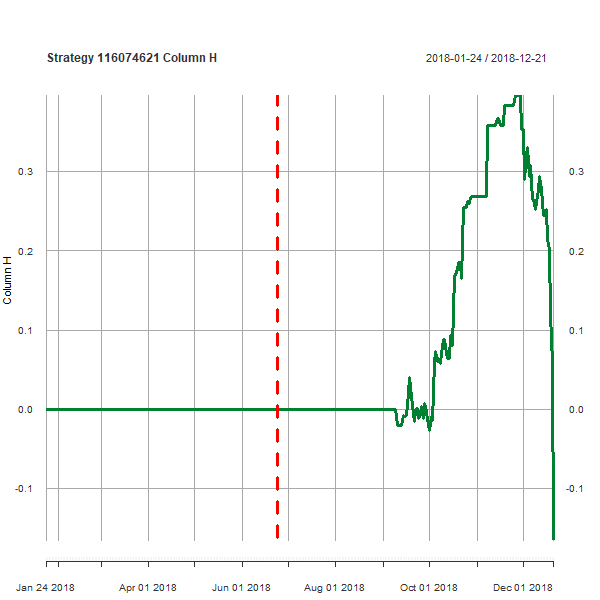 Strategy 116074621 Column H
2018-01-24 / 2018-12-21
Column H
0.3
0.3
0.2
0.2
0.1
0.1
0.0
0.0
-0.1
-0.1
Jan 24 2018
Apr 01 2018
Jun 01 2018
Aug 01 2018
Oct 01 2018
Dec 01 2018